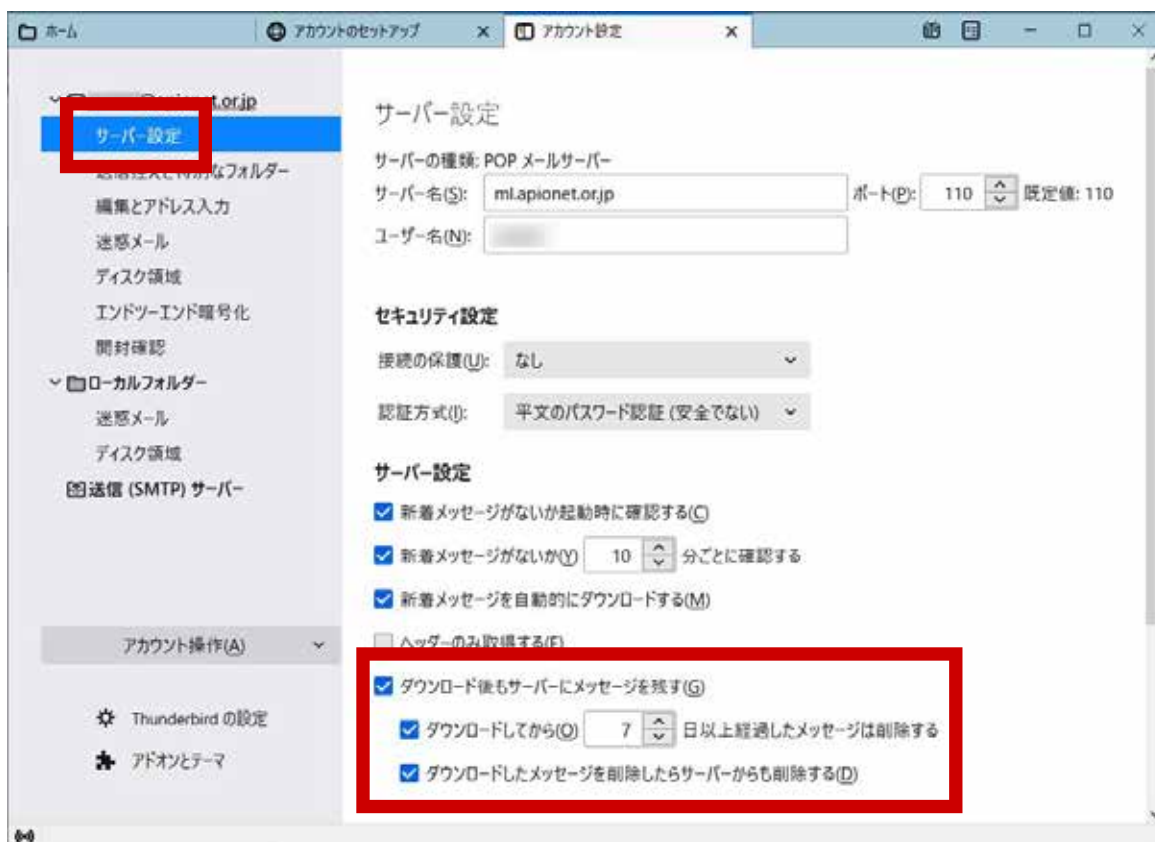 ホーム
アカウントのセットアップ
アカウント設定
.or.jp
サーバー設定
なフォルダー
編集とアドレス入力
迷惑メール
ディスク領域
エンドツーエンド暗号化
開封確認
ローカルフォルダー
迷惑メール
ディスク領域
送信 (SMTP) サーバー
アカウント操作(A)
Thunderbird の設定
アドオンとテーマ
サーバー設定
サーバーの種類: POP メールサーバー
サーバー名(S): ml.apionet.or.jp ポート(P): 110 既定値: 110
ユーザー名(N):
セキュリティ設定
接続の保護(U): なし
認証方式(I): 平文のパスワード認証 (安全でない)
サーバー設定
新着メッセージがないか起動時に確認する(C)
新着メッセージがないか(Y) 10 分ごとに確認する
新着メッセージを自動的にダウンロードする(M)
ヘッダーのみ取得する(F)
ダウンロード後もサーバーにメッセージを残す(G)
ダウンロードしてから(O) 7 日以上経過したメッセージは削除する
ダウンロードしたメッセージを削除したらサーバーからも削除する(D)